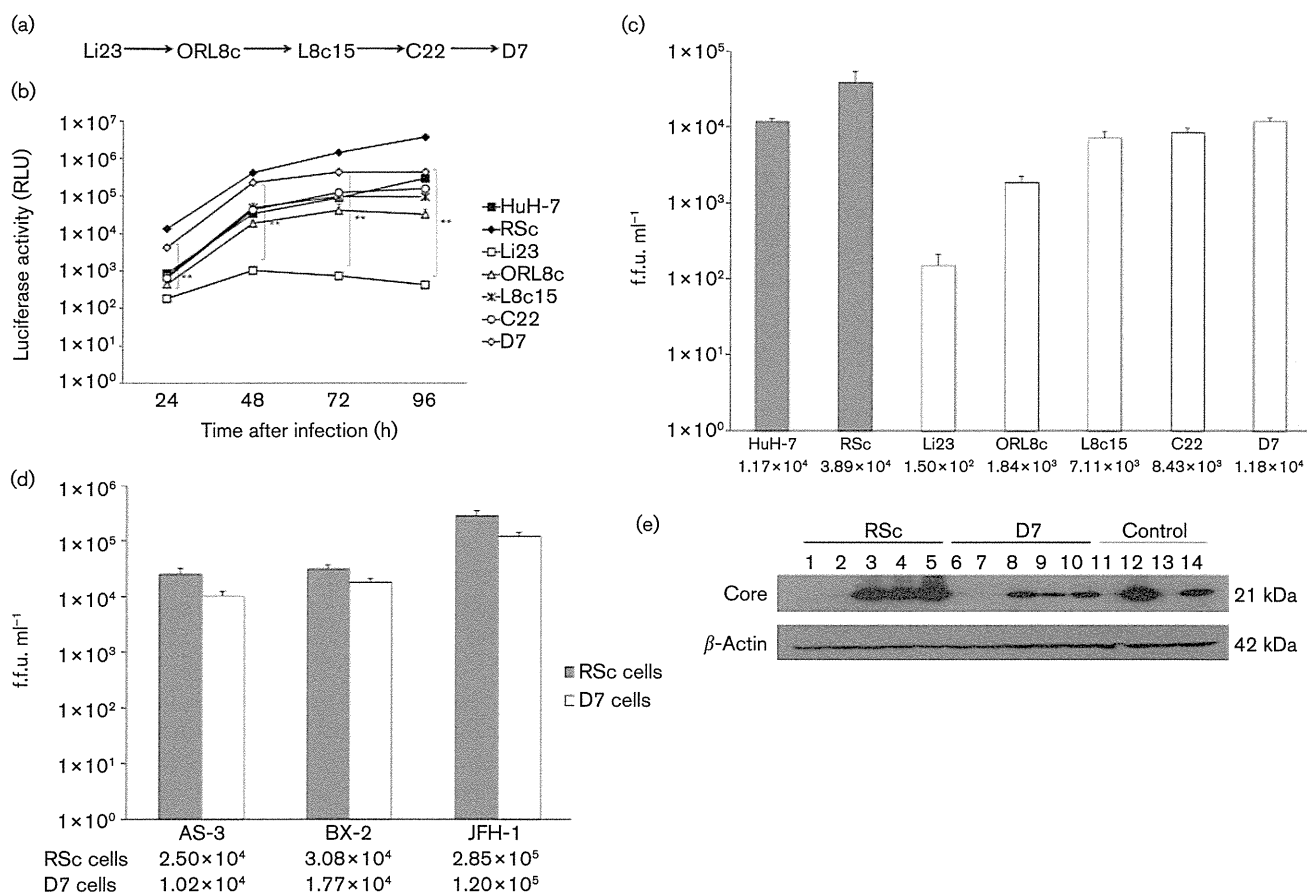 (a)
Li23 → ORL8c → L8c15 → C22 → D7
(b)
1×10⁷
1×10⁶
1×10⁵
1×10⁴
1×10³
1×10²
1×10¹
1×10⁰
Luciferase activity (RLU)
**
**
**
**
24 48 72 96
Time after infection (h)
HuH-7
RSc
Li23
ORL8c
L8c15
C22
D7
(c)
1×10⁵
1×10⁴
1×10³
1×10²
1×10¹
1×10⁰
f.f.u. ml⁻¹
HuH-7 RSc Li23 ORL8c L8c15 C22 D7
1.17×10⁴ 3.89×10⁴ 1.50×10² 1.84×10³ 7.11×10³ 8.43×10³ 1.18×10⁴
(d)
1×10⁶
1×10⁵
1×10⁴
1×10³
1×10²
1×10¹
1×10⁰
f.f.u. ml⁻¹
RSc cells
D7 cells
AS-3 BX-2 JFH-1
RSc cells 2.50×10⁴ 3.08×10⁴ 2.85×10⁵
D7 cells 1.02×10⁴ 1.77×10⁴ 1.20×10⁵
(e)
RSc D7 Control
1 2 3 4 5 6 7 8 9 10 11 12 13 14
Core 21 kDa
β-Actin 42 kDa